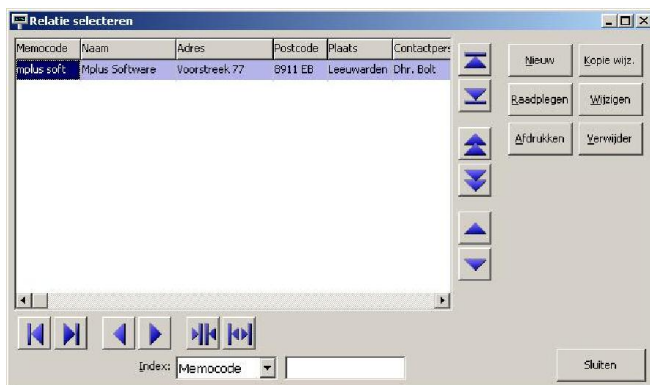 Relatie selecteren
Memocode Naam Adres Postcode Plaats Contactpers
mplus soft Mplus Software Voorstreek 77 8911 EB Leeuwarden Dhr. Bolt
Nieuw Kopie wijz.
Raadplegen Wijzigen
Afdrukken Verwijder
Index: Memocode
Sluiten